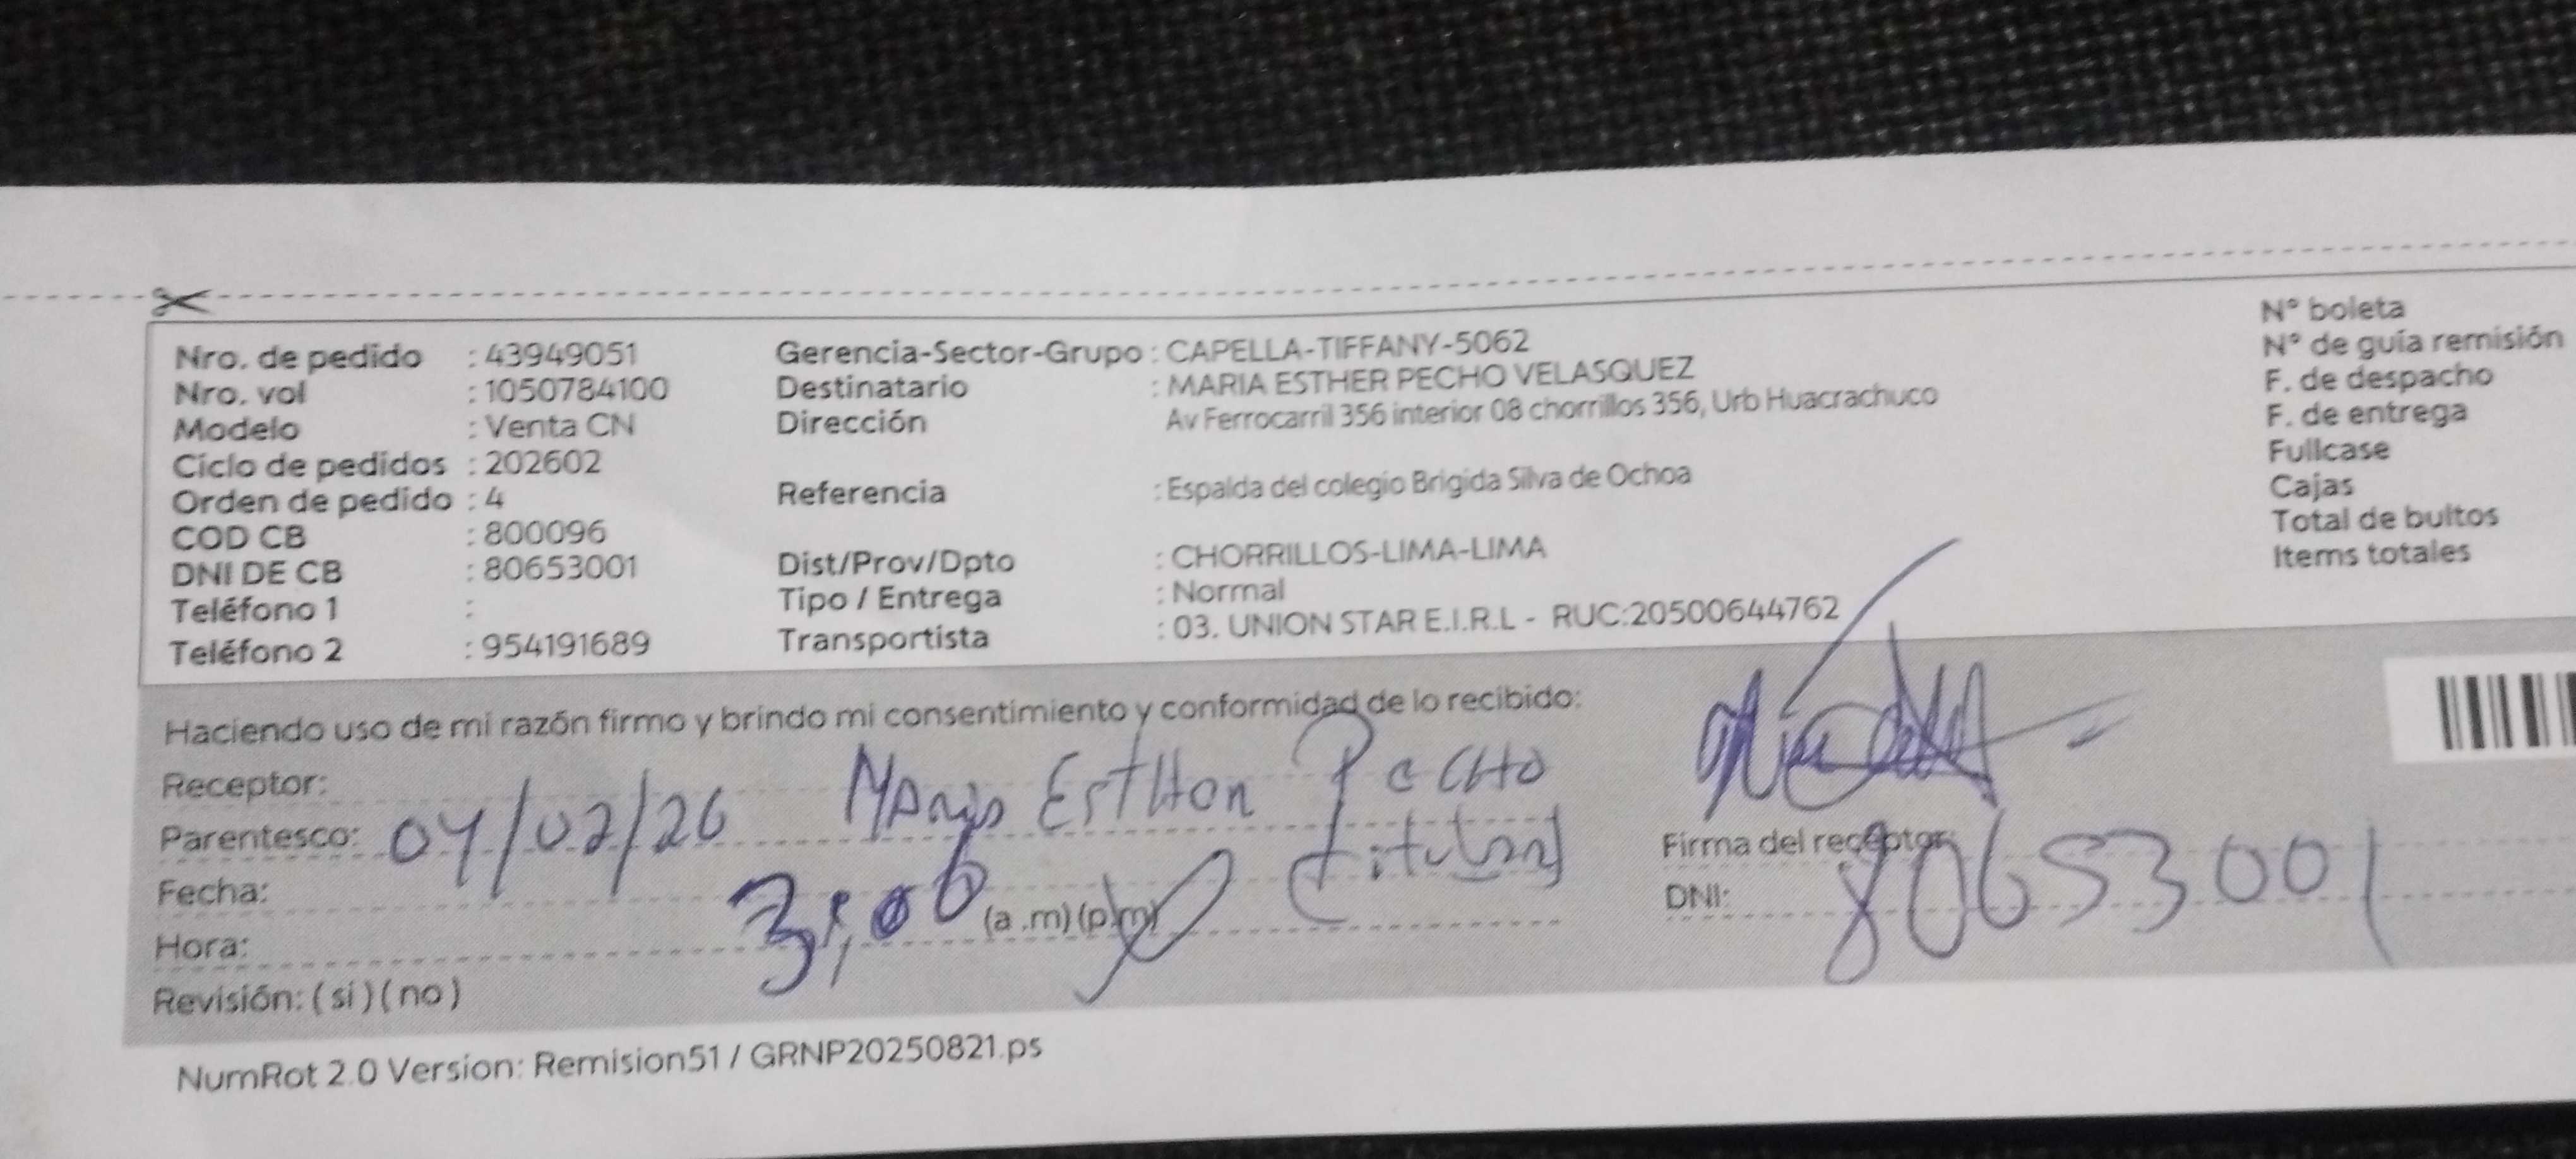 Nro. de pedido : 43949051
Nro. vol : 1050784100
Modelo : Venta CN
Ciclo de pedidos : 202602
Orden de pedido : 4
COD CB : 800096
DNI DE CB : 80653001
Teléfono 1 :
Teléfono 2 : 954191689
Gerencia-Sector-Grupo : CAPELLA-TIFFANY-5062
Destinatario : MARIA ESTHER PECHO VELASQUEZ
Dirección Av Ferrocarril 356 interior 08 chorrillos 356, Urb Huacrachuco
Referencia : Espalda del colegio Brigida Silva de Ochoa
Dist/Prov/Dpto : CHORRILLOS-LIMA-LIMA
Tipo / Entrega : Normal
Transportista : 03. UNION STAR E.I.R.L - RUC:20500644762
N° boleta
N° de guía remisión
F. de despacho
F. de entrega
Fullcase
Cajas
Total de bultos
Items totales
Haciendo uso de mi razón firmo y brindo mi consentimiento y conformidad de lo recibido:
Receptor: Maria Esther Pecho
Parentesco: 04/02/26 titular
Fecha:
Hora: 3:06 (a .m) (p.m)
Revisión: ( si ) ( no )
Firma del receptor:
DNI: 80653001
NumRot 2.0 Version: Remision51 / GRNP20250821.ps